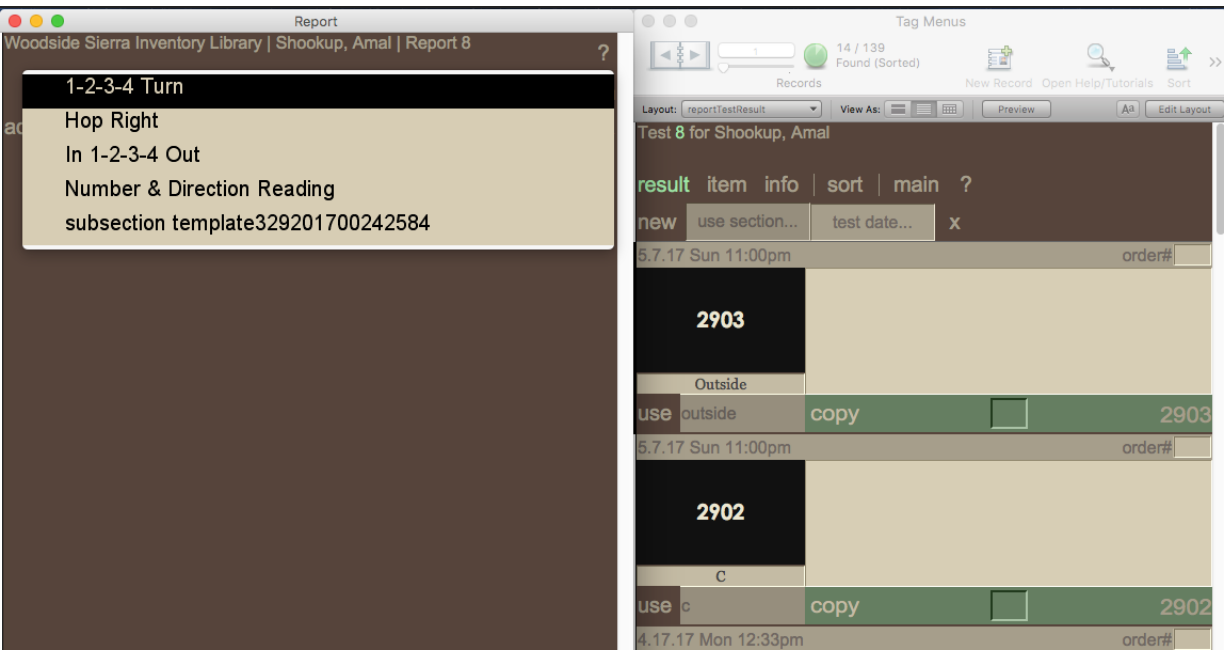 Report
Woodside Sierra Inventory Library | Shookup, Amal | Report 8
?
1-2-3-4 Turn
Hop Right
In 1-2-3-4 Out
Number & Direction Reading
subsection template329201700242584
Tag Menus
1
14 / 139
Found (Sorted)
Records
New Record
Open Help/Tutorials
Sort
Layout:
reportTestResult
View As:
Preview
Aa
Edit Layout
Test 8 for Shookup, Amal
result item info | sort | main ?
new use section... test date... x
5.7.17 Sun 11:00pm order#
2903
Outside
use outside copy 2903
5.7.17 Sun 11:00pm order#
2902
C
use c copy 2902
4.17.17 Mon 12:33pm order#